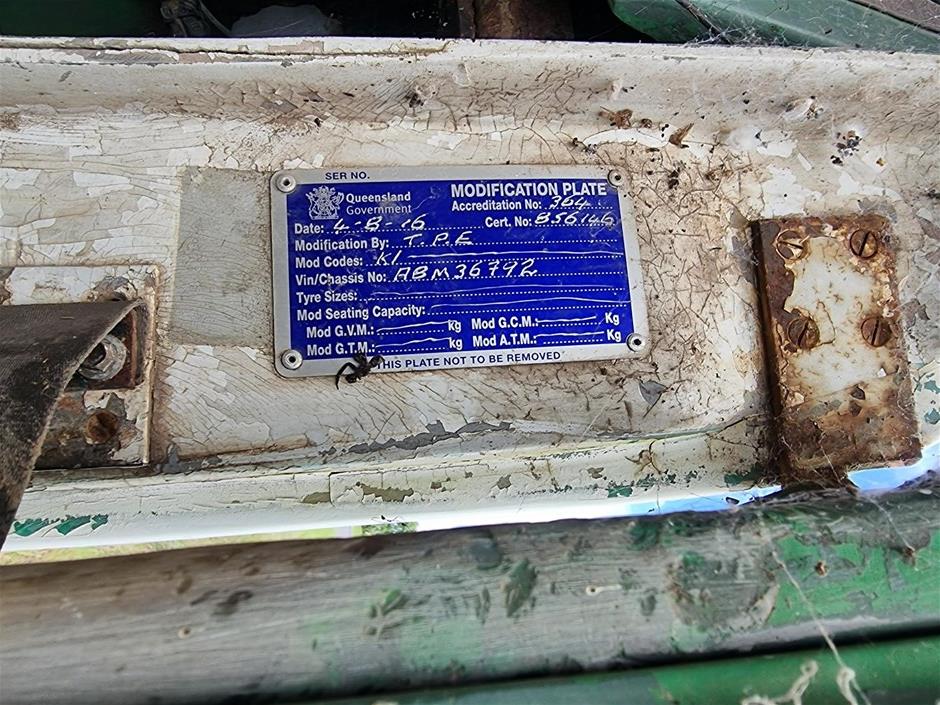 SER NO.
Queensland Government
MODIFICATION PLATE
Accreditation No: 364
Date: 4-8-16 Cert. No: 856146
Modification By: T.P.E
Mod Codes: K1
Vin/Chassis No: ABM36792
Tyre Sizes:
Mod Seating Capacity:
Mod G.V.M.: Kg Mod G.C.M.: Kg
Mod G.T.M.: kg Mod A.T.M.: Kg
THIS PLATE NOT TO BE REMOVED